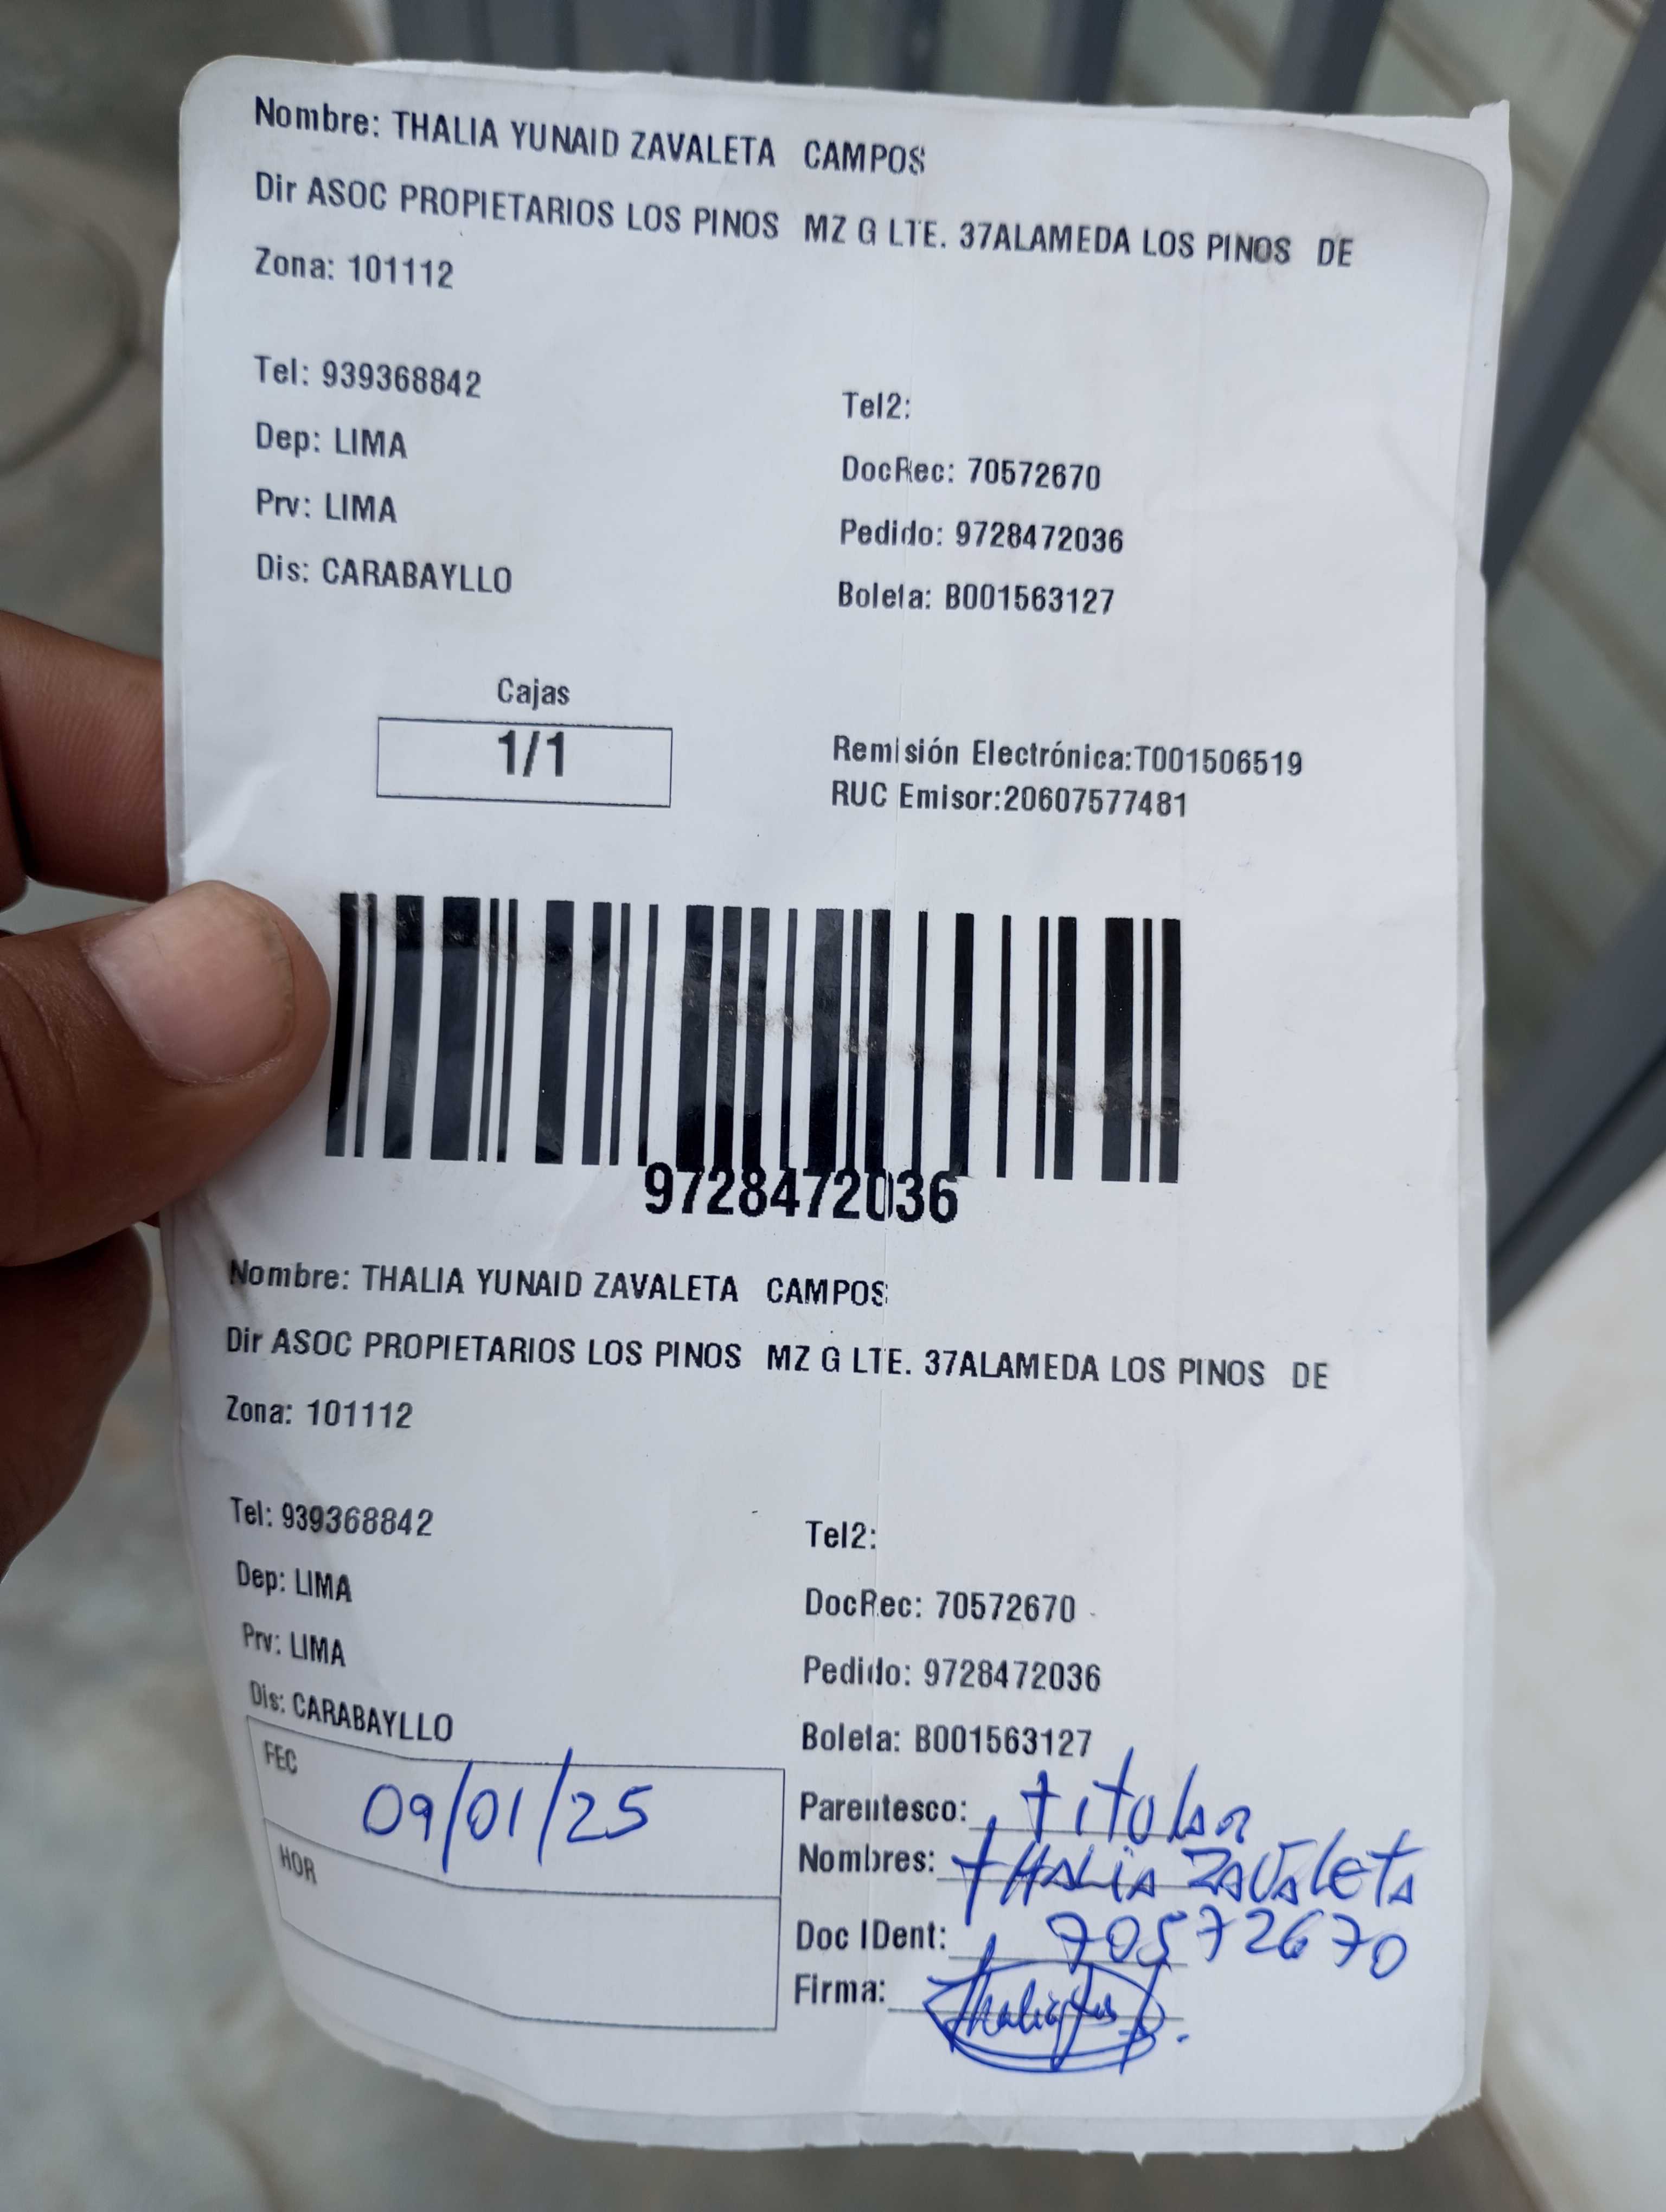 Nombre: THALIA YUNAID ZAVALETA CAMPOS
Dir ASOC PROPIETARIOS LOS PINOS MZ G LTE. 37ALAMEDA LOS PINOS DE
Zona: 101112
Tel: 939368842
Tel2:
Dep: LIMA
DocRec: 70572670
Prv: LIMA
Pedido: 9728472036
Dis: CARABAYLLO
Boleta: B001563127
Cajas
1/1
Remisión Electrónica:T001506519
RUC Emisor:20607577481
9728472036
Nombre: THALIA YUNAID ZAVALETA CAMPOS
Dir ASOC PROPIETARIOS LOS PINOS MZ G LTE. 37ALAMEDA LOS PINOS DE
Zona: 101112
Tel: 939368842
Tel2:
Dep: LIMA
DocRec: 70572670
Prv: LIMA
Pedido: 9728472036
Dis: CARABAYLLO
Boleta: B001563127
FEC 09/01/25
HOR
Parentesco: titular
Nombres: THALIA ZAVALETA
Doc IDent: 70572670
Firma: